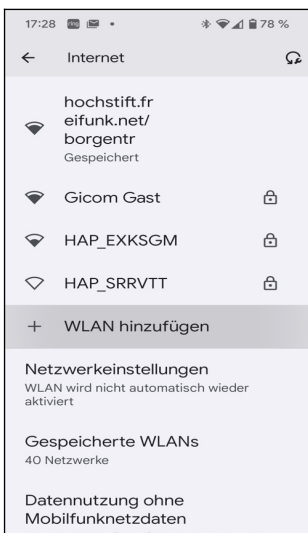 17:28 ring 78 %
Internet
hochstift.fr
eifunk.net/
borgentr
Gespeichert
Gicom Gast
HAP_EXKSGM
HAP_SRRVTT
+ WLAN hinzufügen
Netzwerkeinstellungen
WLAN wird nicht automatisch wieder
aktiviert
Gespeicherte WLANs
40 Netzwerke
Datennutzung ohne
Mobilfunknetzdaten